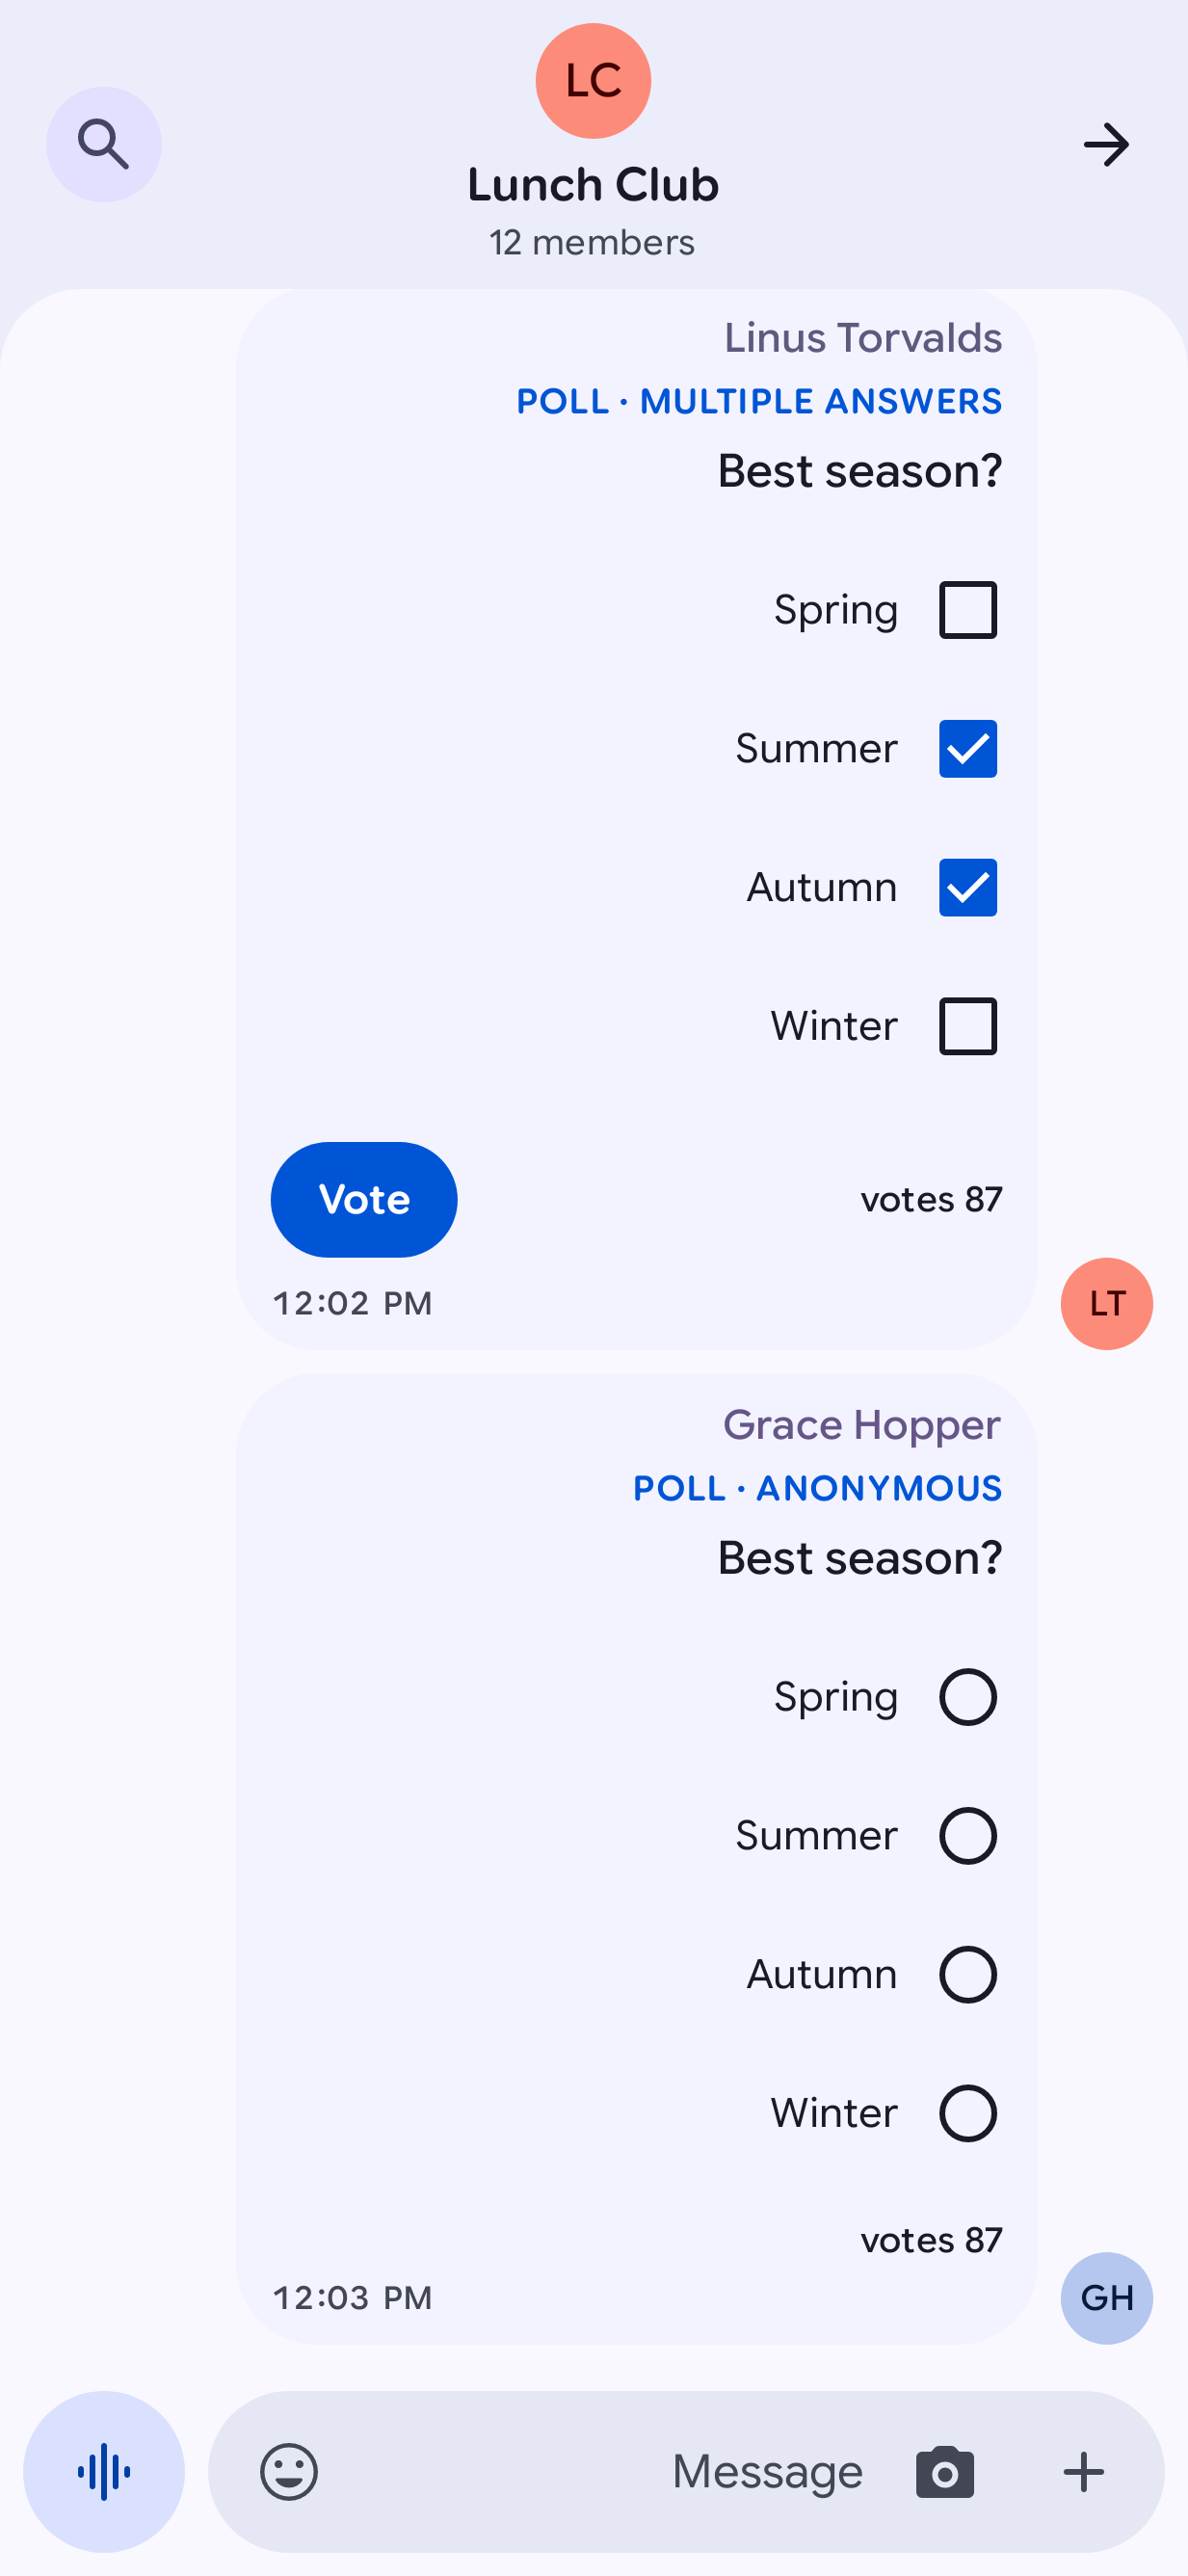 LC
Lunch Club
12 members
Linus Torvalds
POLL · MULTIPLE ANSWERS
Best season?
Spring
Summer
Autumn
Winter
Vote
votes 87
12:02 PM
LT
Grace Hopper
POLL · ANONYMOUS
Best season?
Spring
Summer
Autumn
Winter
votes 87
12:03 PM
GH
Message